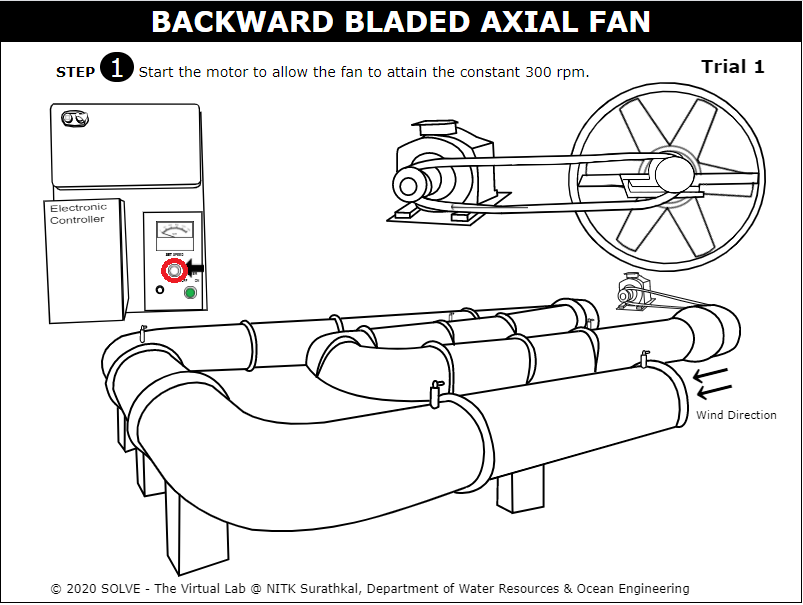 BACKWARD BLADED AXIAL FAN
STEP 1 Start the motor to allow the fan to attain the constant 300 rpm.
Trial 1
Electronic
Controller
SET SPEED
ON
Wind Direction
© 2020 SOLVE - The Virtual Lab @ NITK Surathkal, Department of Water Resources & Ocean Engineering